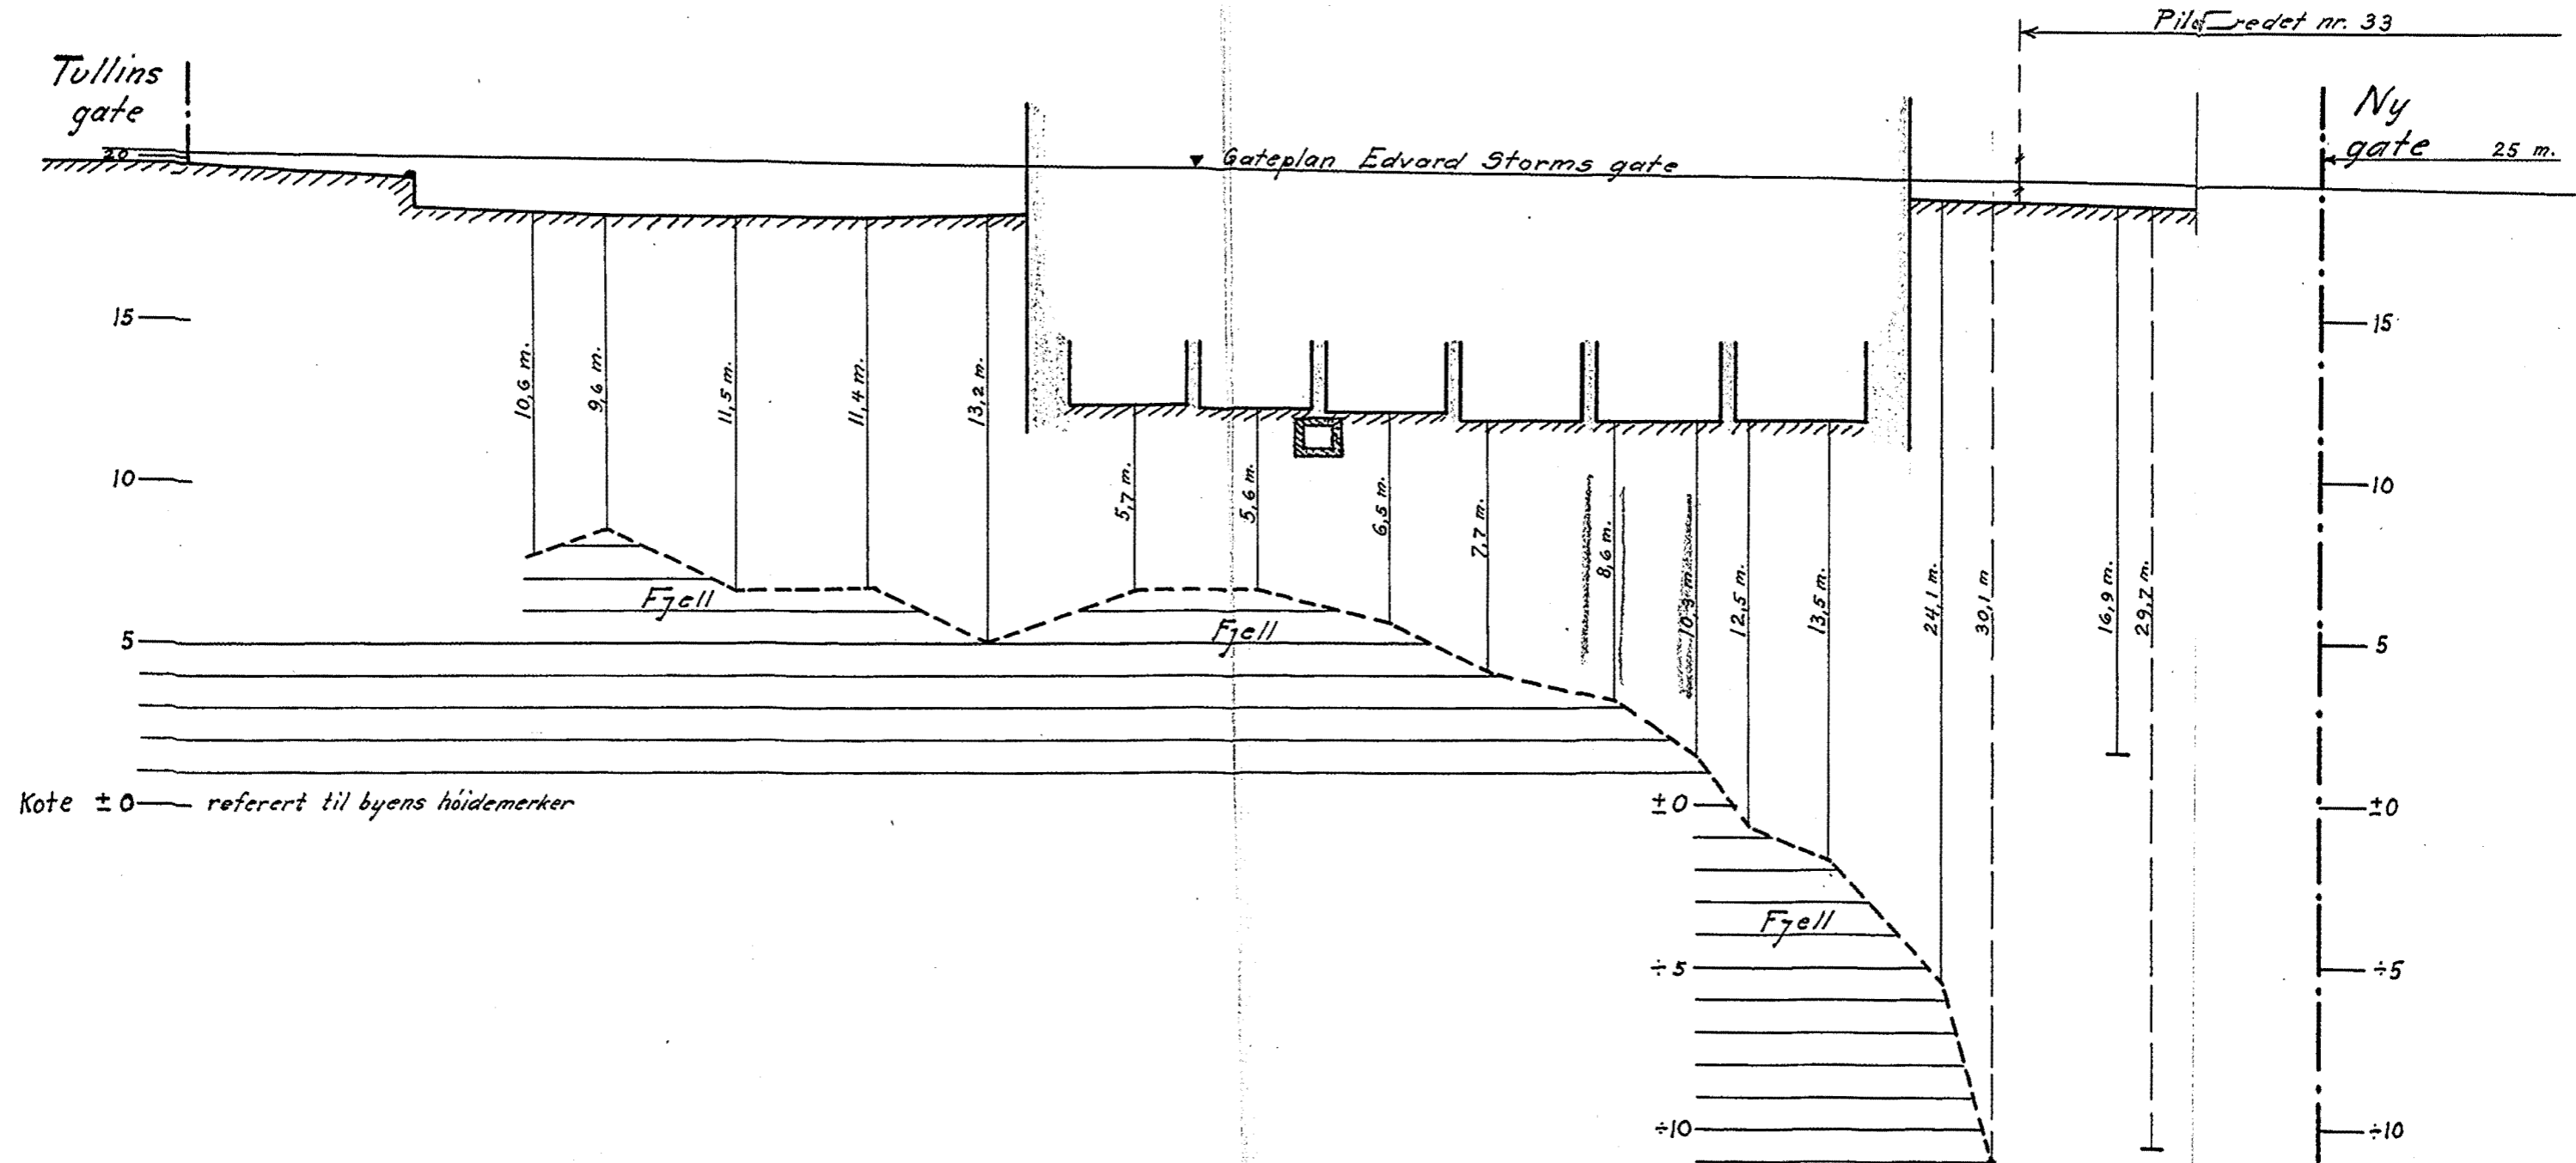 Pilestredet nr. 33
Tullins
gate
Ny
gate
25 m.
20
Gateplan Edvard Storms gate
15
15
10,6 m.
9,6 m.
11,5 m.
11,4 m.
13,2 m.
10
10
5,7 m.
5,6 m.
6,5 m.
7,7 m.
8,6 m.
10,3 m.
12,5 m.
13,5 m.
24,1 m.
30,1 m
16,9 m.
29,2 m.
Fjell
Fjell
5
5
Kote ±0 referert til byens höidemerker
±0
±0
Fjell
÷5
÷5
÷10
÷10